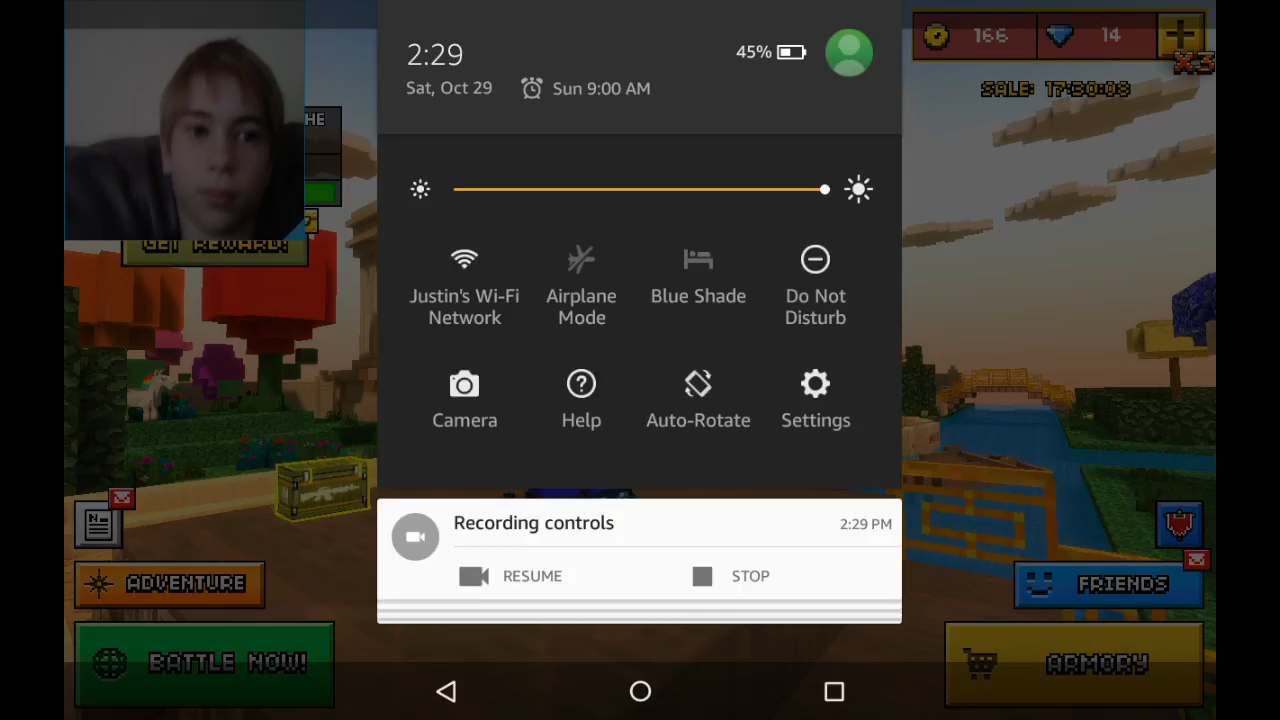 2:29
45%
Sat, Oct 29
Sun 9:00 AM
166
14
X3
SALE: 17:30:08
HE
GET REWARD!
Justin's Wi-Fi
Network
Airplane
Mode
Blue Shade
Do Not
Disturb
Camera
Help
Auto-Rotate
Settings
Recording controls
2:29 PM
RESUME
STOP
N
ADVENTURE
FRIENDS
BATTLE NOW!
ARMORY